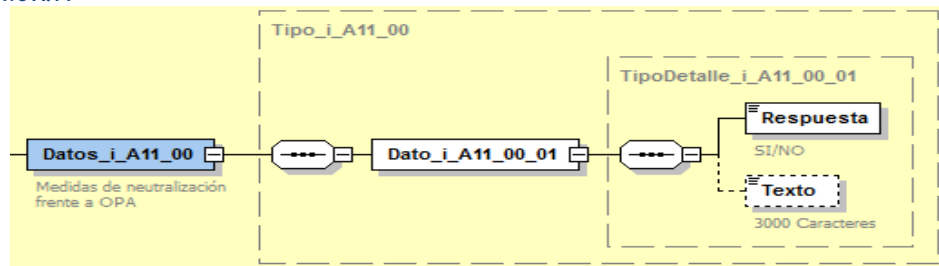 Tipo_i_A11_00
TipoDetalle_i_A11_00_01
Respuesta
SI/NO
Datos_i_A11_00
Dato_i_A11_00_01
Medidas de neutralización
frente a OPA
Texto
3000 Caracteres